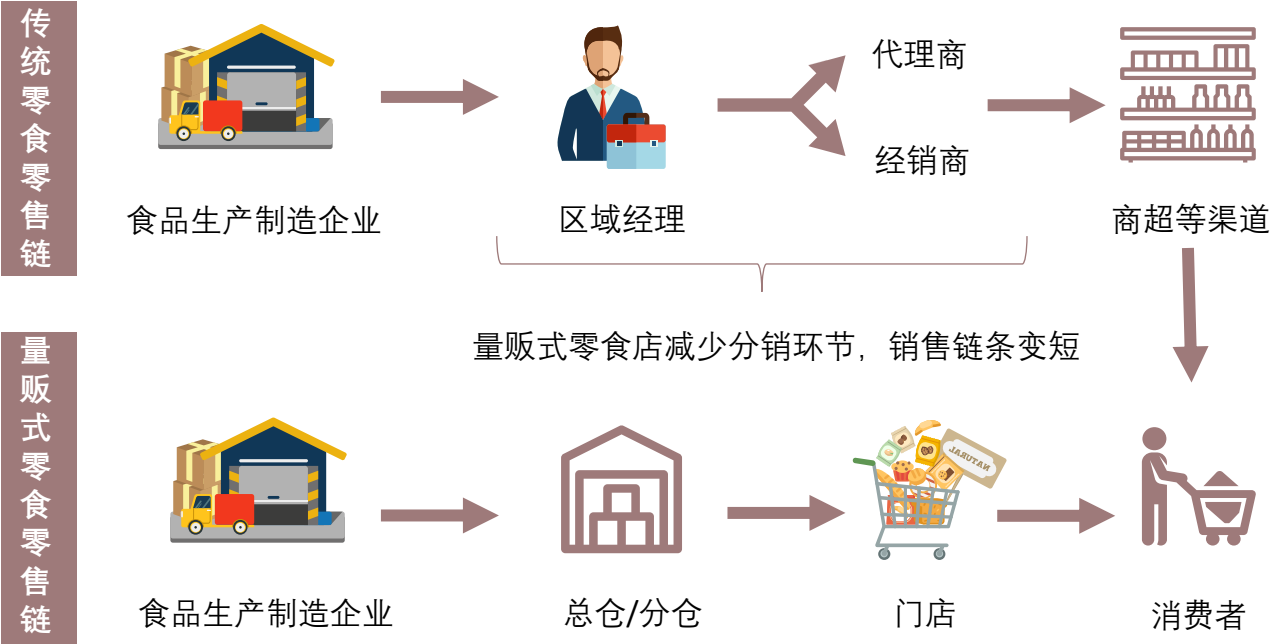 传统零食零售链
代理商
经销商
食品生产制造企业
区域经理
商超等渠道
量贩式零食店减少分销环节，销售链条变短
量贩式零食零售链
NATURAL
食品生产制造企业
总仓/分仓
门店
消费者